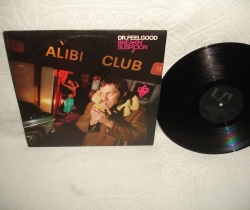 DR.FEELGOOD
SNEAKIN'
SUSPICION
ALIBI CLUB